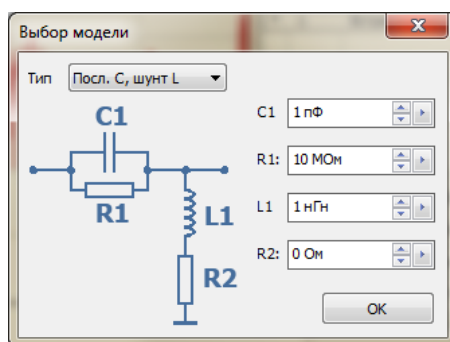 Выбор модели
Тип Посл. C, шунт L
C1 1 пФ
R1: 10 МОм
L1 1 нГн
R2: 0 Ом
C1
R1
L1
R2
OK